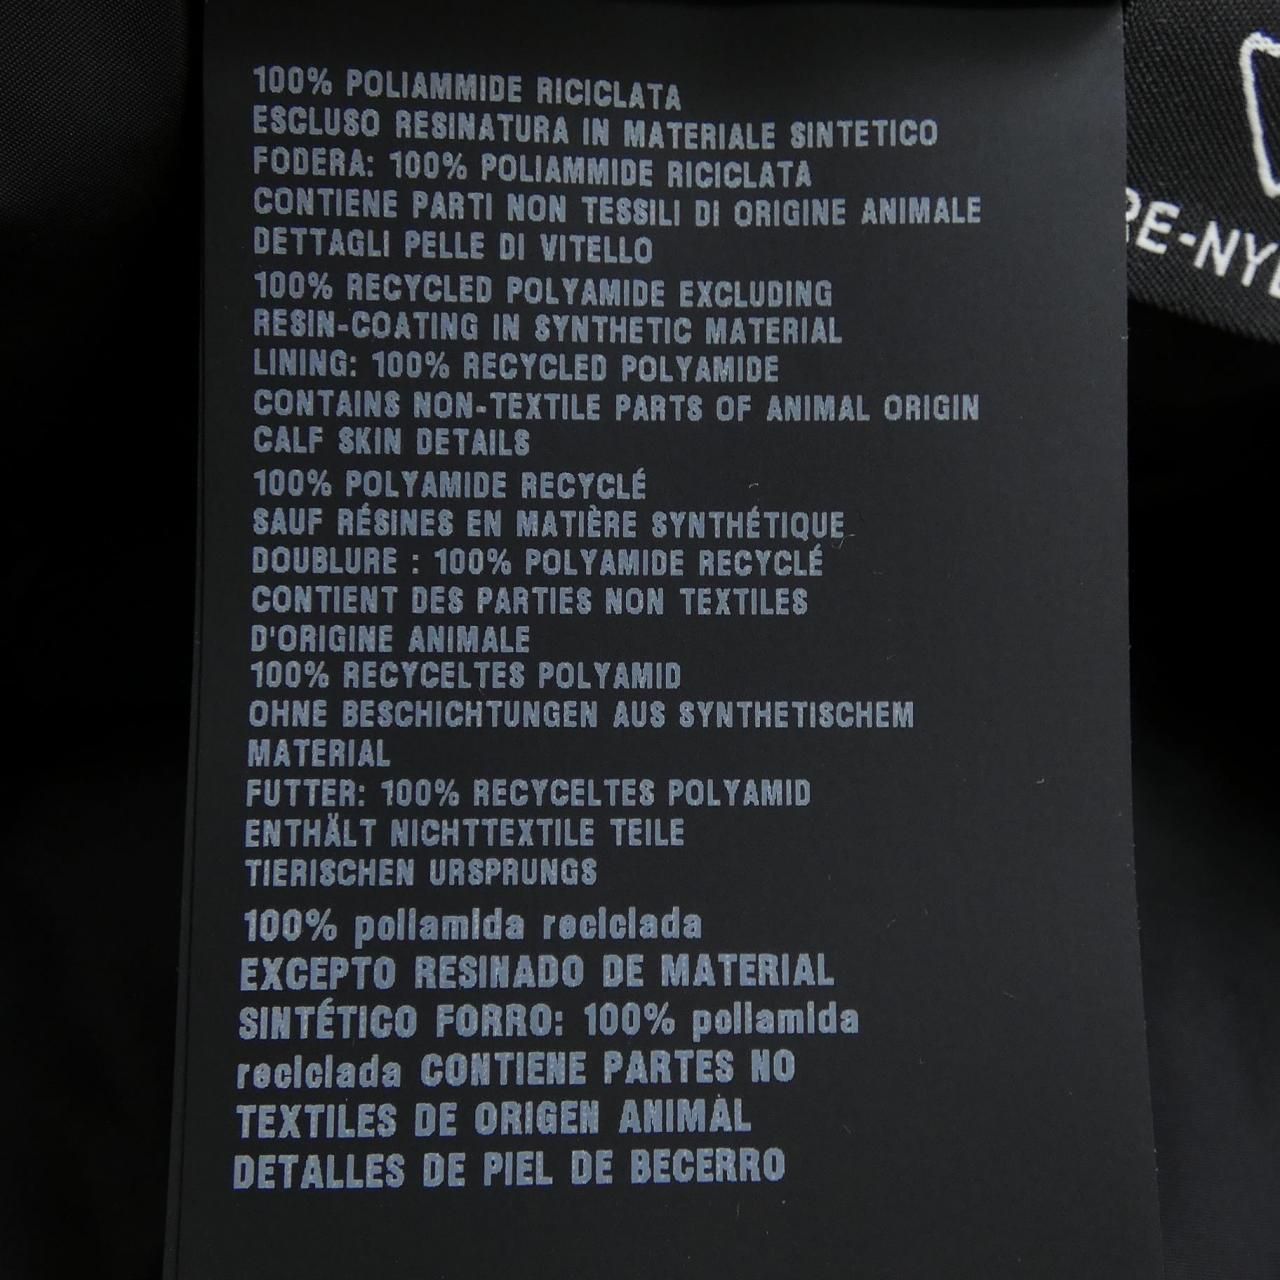 100% POLIAMMIDE RICICLATA
ESCLUSO RESINATURA IN MATERIALE SINTETICO
FODERA: 100% POLIAMMIDE RICICLATA
CONTIENE PARTI NON TESSILI DI ORIGINE ANIMALE
DETTAGLI PELLE DI VITELLO
100% RECYCLED POLYAMIDE EXCLUDING
RESIN-COATING IN SYNTHETIC MATERIAL
LINING: 100% RECYCLED POLYAMIDE
CONTAINS NON-TEXTILE PARTS OF ANIMAL ORIGIN
CALF SKIN DETAILS
100% POLYAMIDE RECYCLÉ
SAUF RÉSINES EN MATIÈRE SYNTHÉTIQUE
DOUBLURE : 100% POLYAMIDE RECYCLÉ
CONTIENT DES PARTIES NON TEXTILES
D'ORIGINE ANIMALE
100% RECYCELTES POLYAMID
OHNE BESCHICHTUNGEN AUS SYNTHETISCHEM
MATERIAL
FUTTER: 100% RECYCELTES POLYAMID
ENTHÄLT NICHTTEXTILE TEILE
TIERISCHEN URSPRUNGS
100% poliamida reciclada
EXCEPTO RESINADO DE MATERIAL
SINTÉTICO FORRO: 100% poliamida
reciclada CONTIENE PARTES NO
TEXTILES DE ORIGEN ANIMAL
DETALLES DE PIEL DE BECERRO
RE-NY